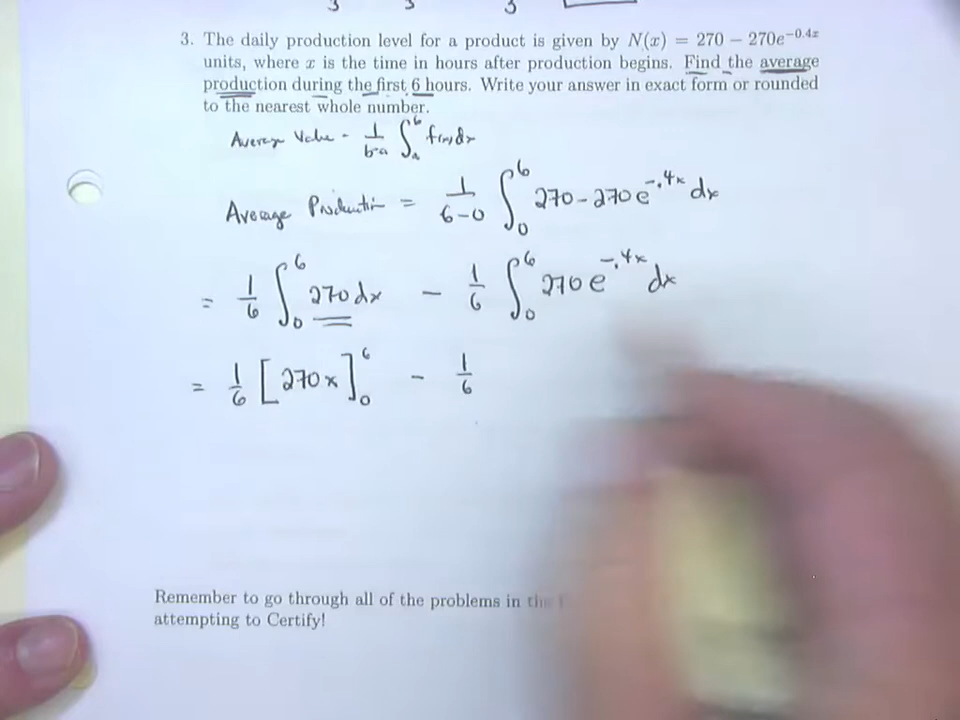 3. The daily production level for a product is given by N(x) = 270 − 270e^{−0.4x}
units, where x is the time in hours after production begins. Find the average
production during the first 6 hours. Write your answer in exact form or rounded
to the nearest whole number.
Average Value = 1/(b-a) ∫_a^b f(x) dx
Average Production = 1/(6-0) ∫_0^6 270 - 270 e^{-.4x} dx
= 1/6 ∫_0^6 270 dx - 1/6 ∫_0^6 270 e^{-.4x} dx
= 1/6 [270x]_0^6 - 1/6
Remember to go through all of the problems in the
attempting to Certify!